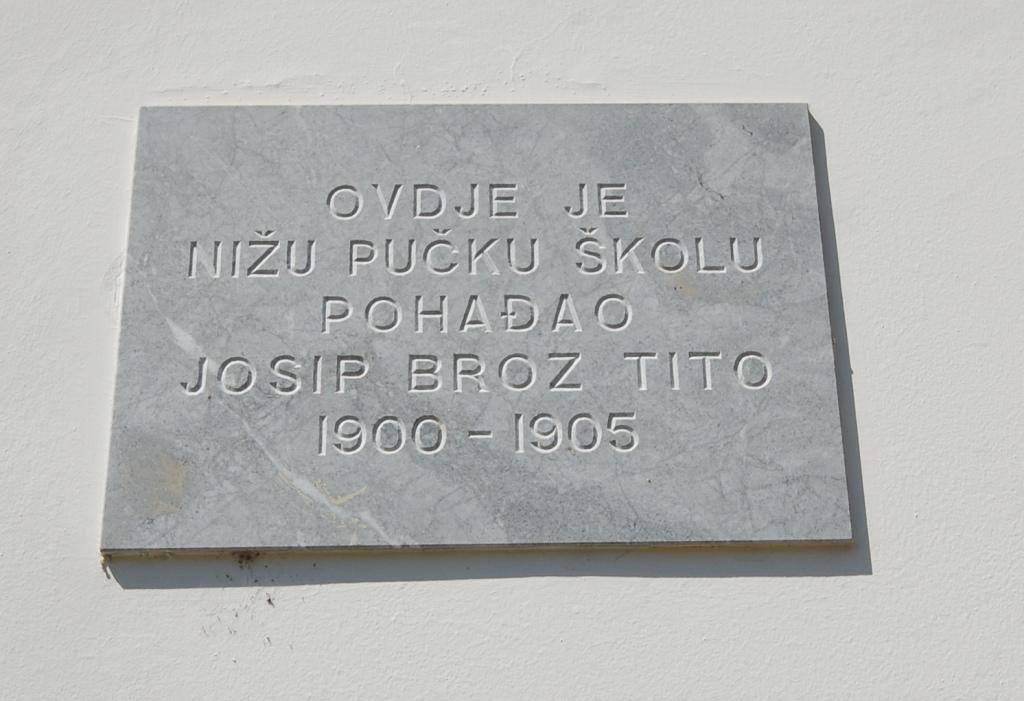 OVDJE JE
NIŽU PUČKU ŠKOLU
POHAĐAO
JOSIP BROZ TITO
1900 - 1905